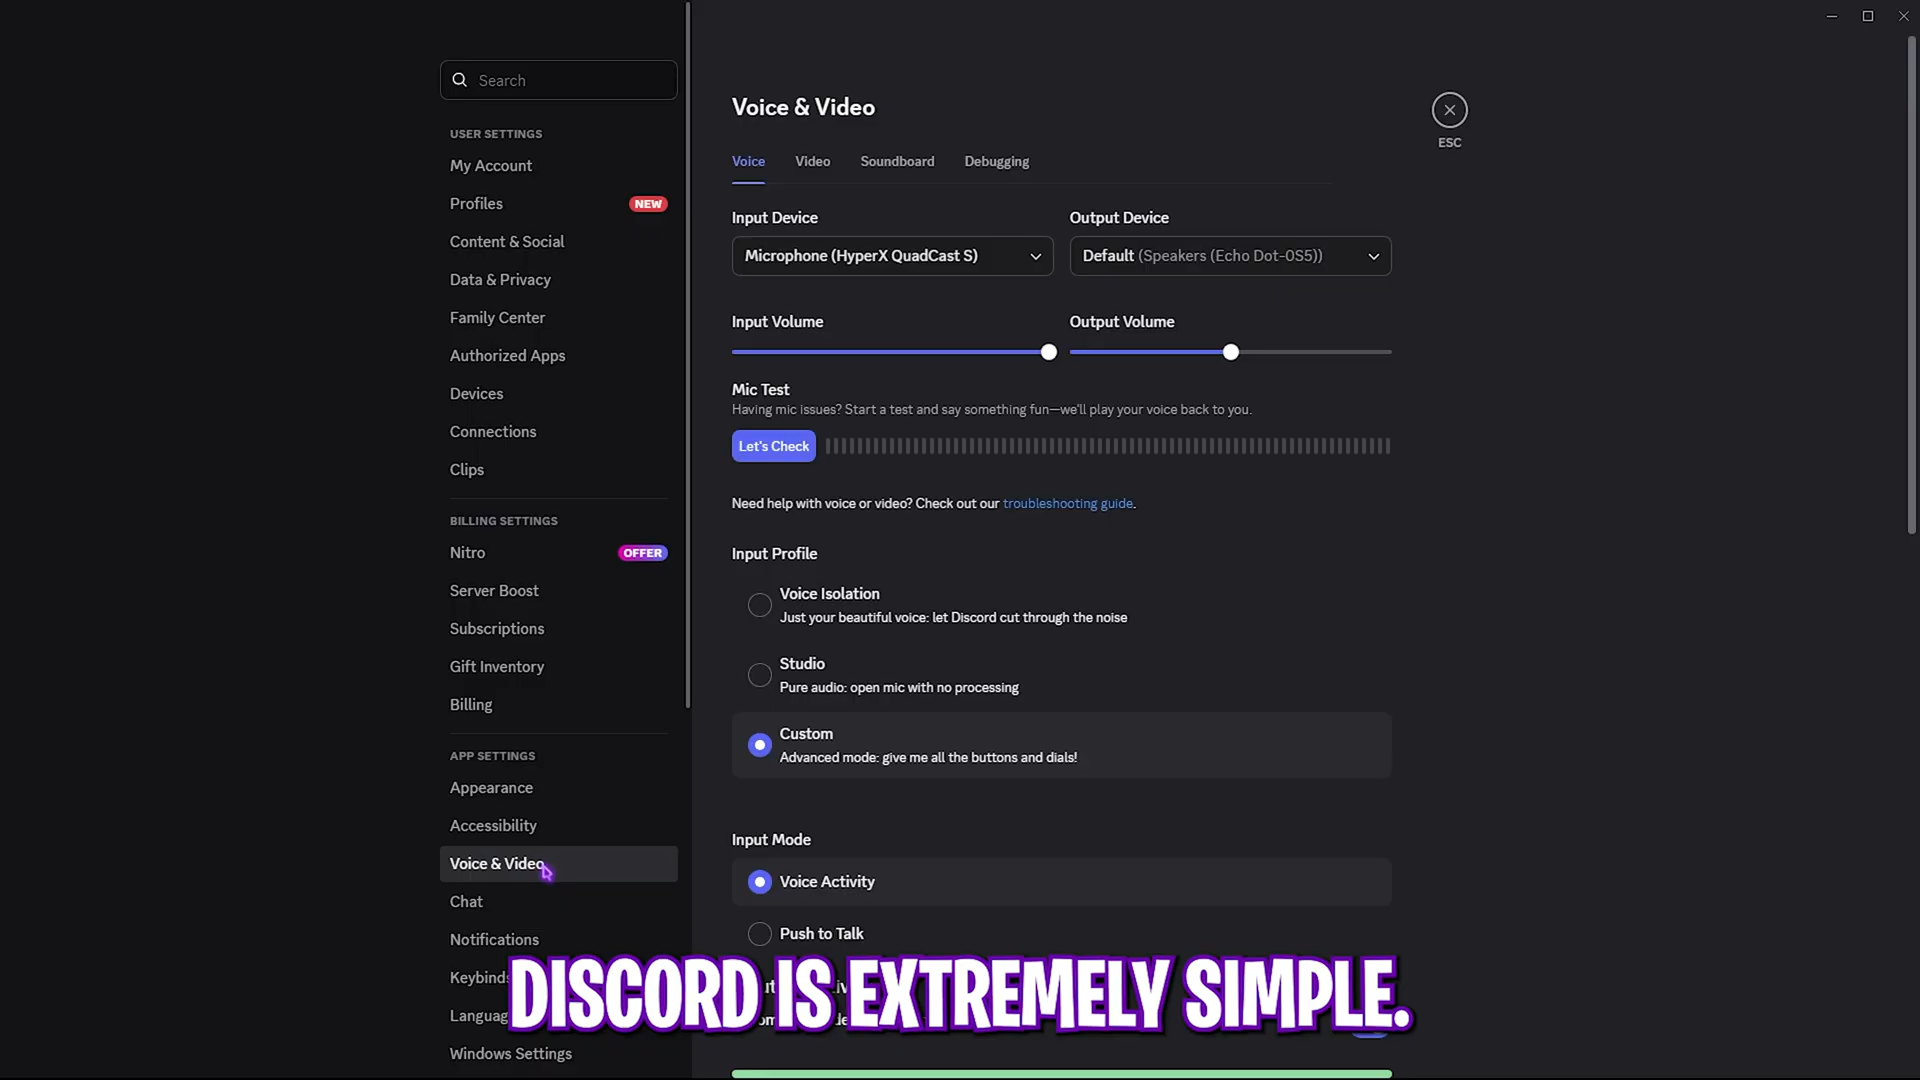 Search
USER SETTINGS
My Account
Profiles NEW
Content & Social
Data & Privacy
Family Center
Authorized Apps
Devices
Connections
Clips
BILLING SETTINGS
Nitro OFFER
Server Boost
Subscriptions
Gift Inventory
Billing
APP SETTINGS
Appearance
Accessibility
Voice & Video
Chat
Notifications
Keybinds
Windows Settings
Voice & Video
ESC
Voice Video Soundboard Debugging
Input Device Output Device
Microphone (HyperX QuadCast S) Default (Speakers (Echo Dot-0S5))
Input Volume Output Volume
Mic Test
Having mic issues? Start a test and say something fun—we'll play your voice back to you.
Let's Check
Need help with voice or video? Check out our troubleshooting guide.
Input Profile
Voice Isolation
Just your beautiful voice: let Discord cut through the noise
Studio
Pure audio: open mic with no processing
Custom
Advanced mode: give me all the buttons and dials!
Input Mode
Voice Activity
Push to Talk
DISCORD IS EXTREMELY SIMPLE.